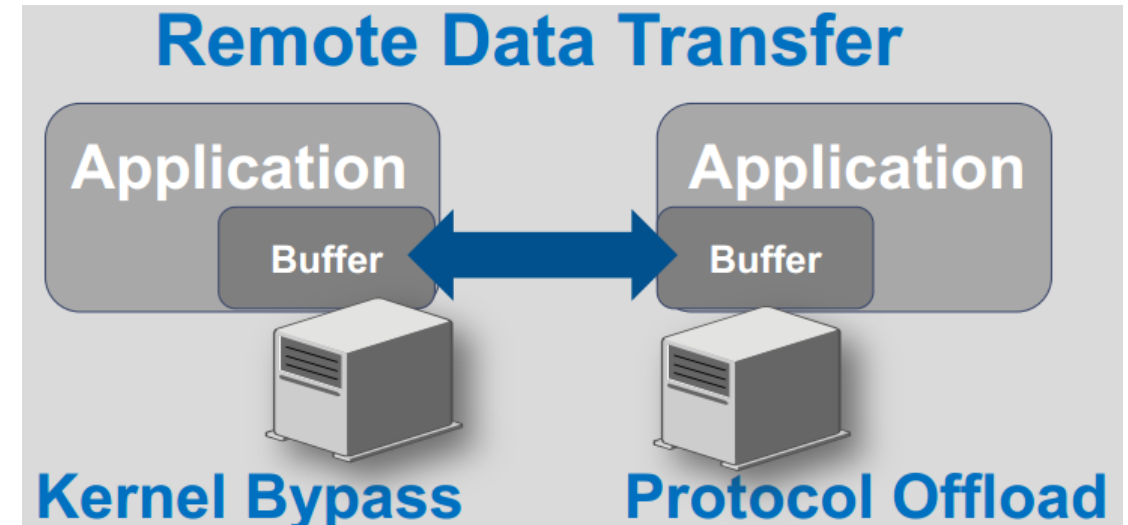 Remote Data Transfer
Application
Application
Buffer
Buffer
Kernel Bypass
Protocol Offload